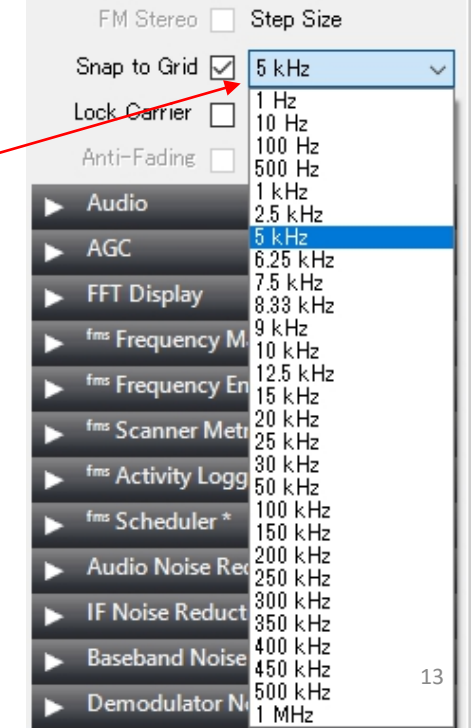 FM Stereo Step Size
Snap to Grid 5 kHz
Lock Carrier
Anti-Fading
Audio
AGC
FFT Display
fms Frequency M
fms Frequency En
fms Scanner Metr
fms Activity Logg
fms Scheduler *
Audio Noise Rec
IF Noise Reduct
Baseband Noise
Demodulator No
1 Hz
10 Hz
100 Hz
500 Hz
1 kHz
2.5 kHz
5 kHz
6.25 kHz
7.5 kHz
8.33 kHz
9 kHz
10 kHz
12.5 kHz
15 kHz
20 kHz
25 kHz
30 kHz
50 kHz
100 kHz
150 kHz
200 kHz
250 kHz
300 kHz
350 kHz
400 kHz
450 kHz
500 kHz
1 MHz
13